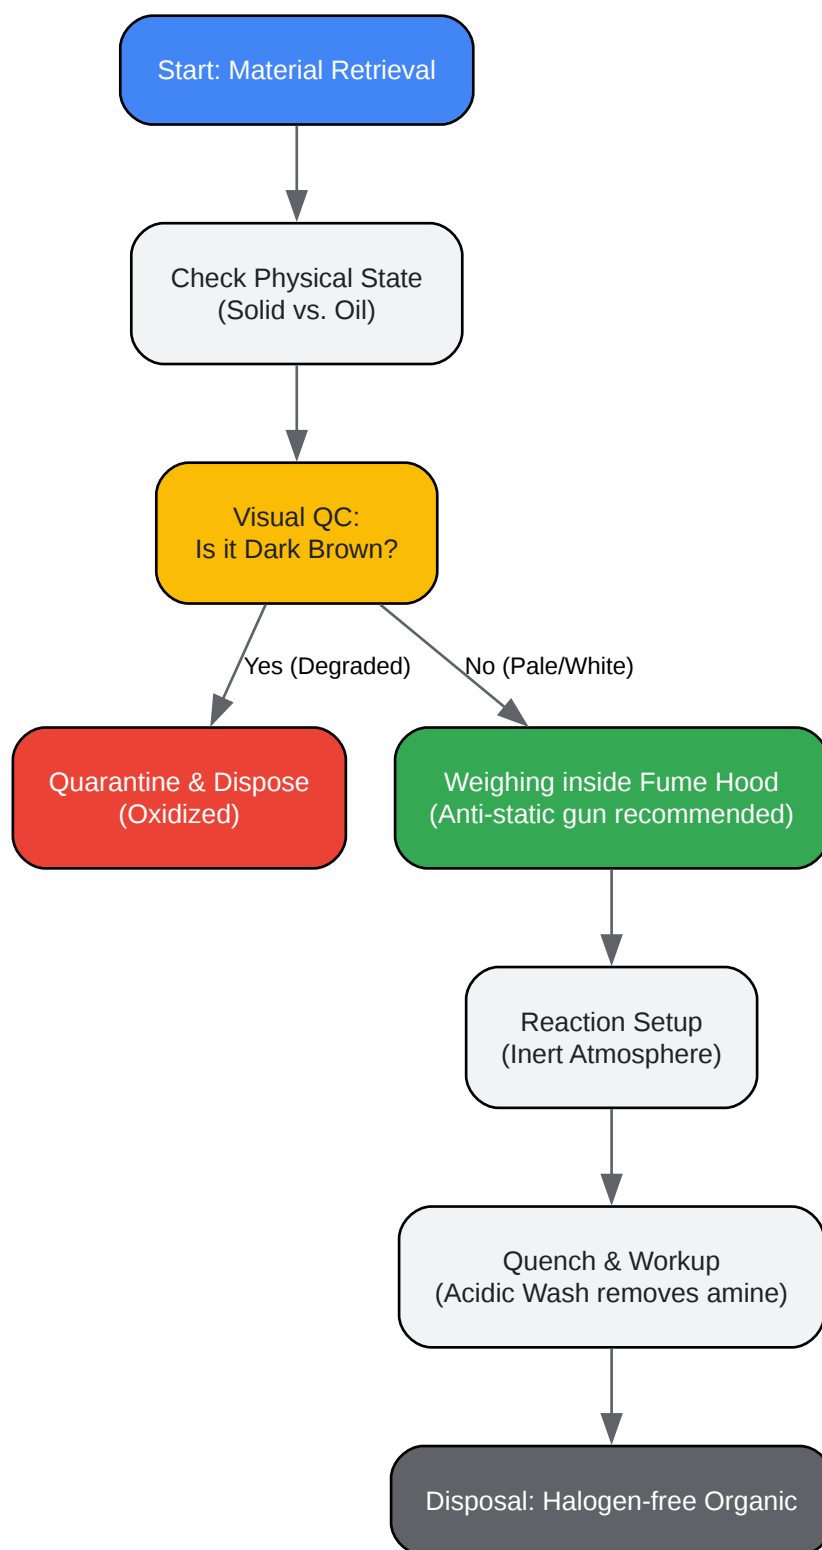 Start: Material Retrieval
Check Physical State
(Solid vs. Oil)
Visual QC:
Is it Dark Brown?
Yes (Degraded)
No (Pale/White)
Quarantine & Dispose
(Oxidized)
Weighing inside Fume Hood
(Anti-static gun recommended)
Reaction Setup
(Inert Atmosphere)
Quench & Workup
(Acidic Wash removes amine)
Disposal: Halogen-free Organic